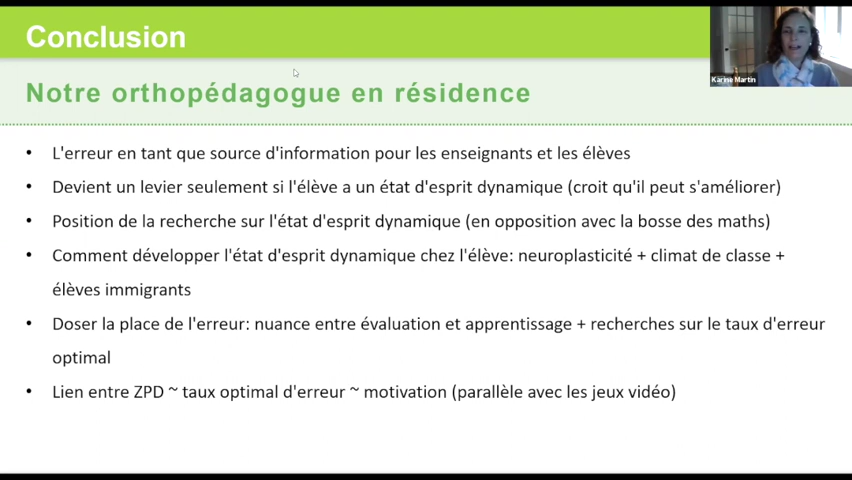 Conclusion
Karine Martin
Notre orthopédagogue en résidence
• L'erreur en tant que source d'information pour les enseignants et les élèves
• Devient un levier seulement si l'élève a un état d'esprit dynamique (croit qu'il peut s'améliorer)
• Position de la recherche sur l'état d'esprit dynamique (en opposition avec la bosse des maths)
• Comment développer l'état d'esprit dynamique chez l'élève: neuroplasticité + climat de classe +
élèves immigrants
• Doser la place de l'erreur: nuance entre évaluation et apprentissage + recherches sur le taux d'erreur
optimal
• Lien entre ZPD ~ taux optimal d'erreur ~ motivation (parallèle avec les jeux vidéo)